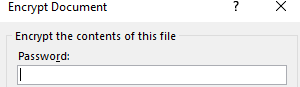 Encrypt Document ? ×
Encrypt the contents of this file
Password: